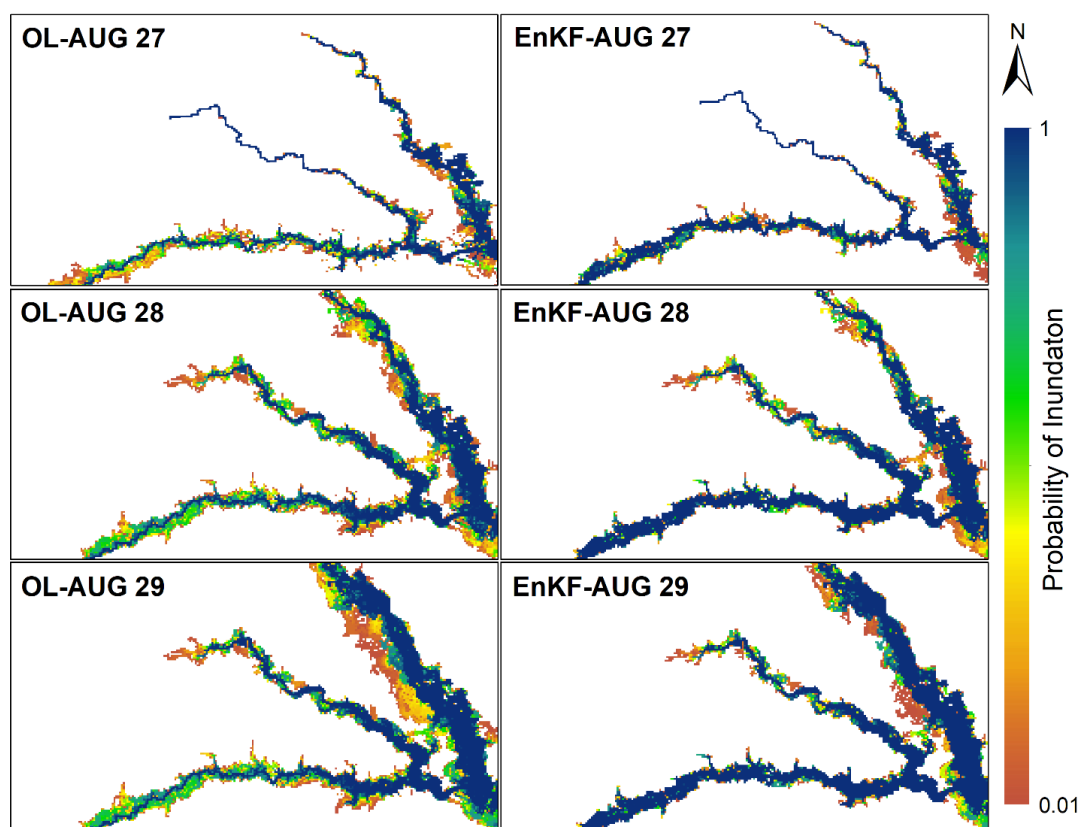 OL-AUG 27
EnKF-AUG 27
N
OL-AUG 28
EnKF-AUG 28
OL-AUG 29
EnKF-AUG 29
1
Probability of Inundaton
0.01